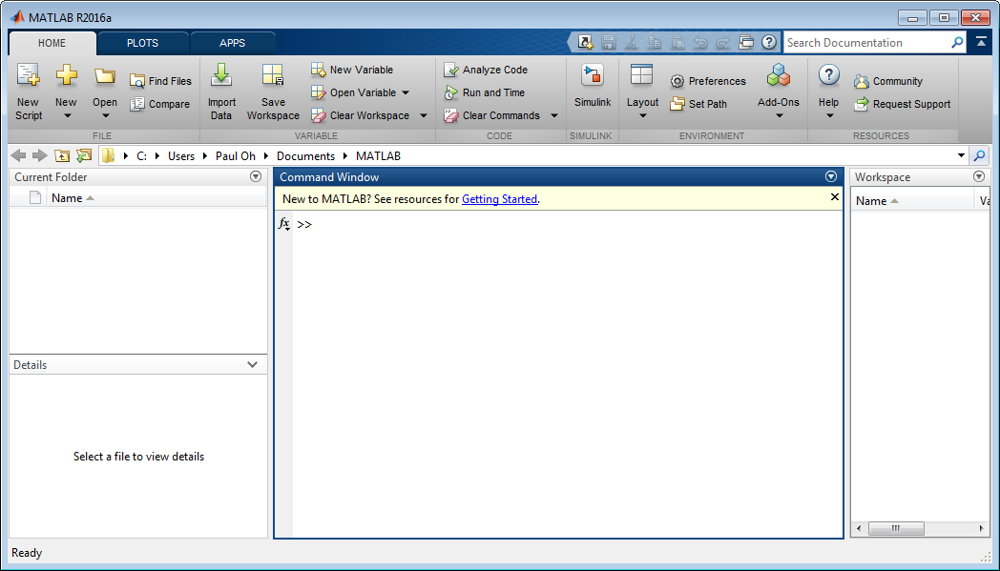 MATLAB R2016a
HOME PLOTS APPS Search Documentation
New Script
New
Open
Find Files
Compare
FILE
Import Data
Save Workspace
New Variable
Open Variable
Clear Workspace
VARIABLE
Analyze Code
Run and Time
Clear Commands
CODE
Simulink
SIMULINK
Layout
Preferences
Set Path
Add-Ons
ENVIRONMENT
Help
Community
Request Support
RESOURCES
C: Users Paul Oh Documents MATLAB
Current Folder
Name
Details
Select a file to view details
Command Window
New to MATLAB? See resources for Getting Started.
fx >>
Workspace
Name Va
Ready